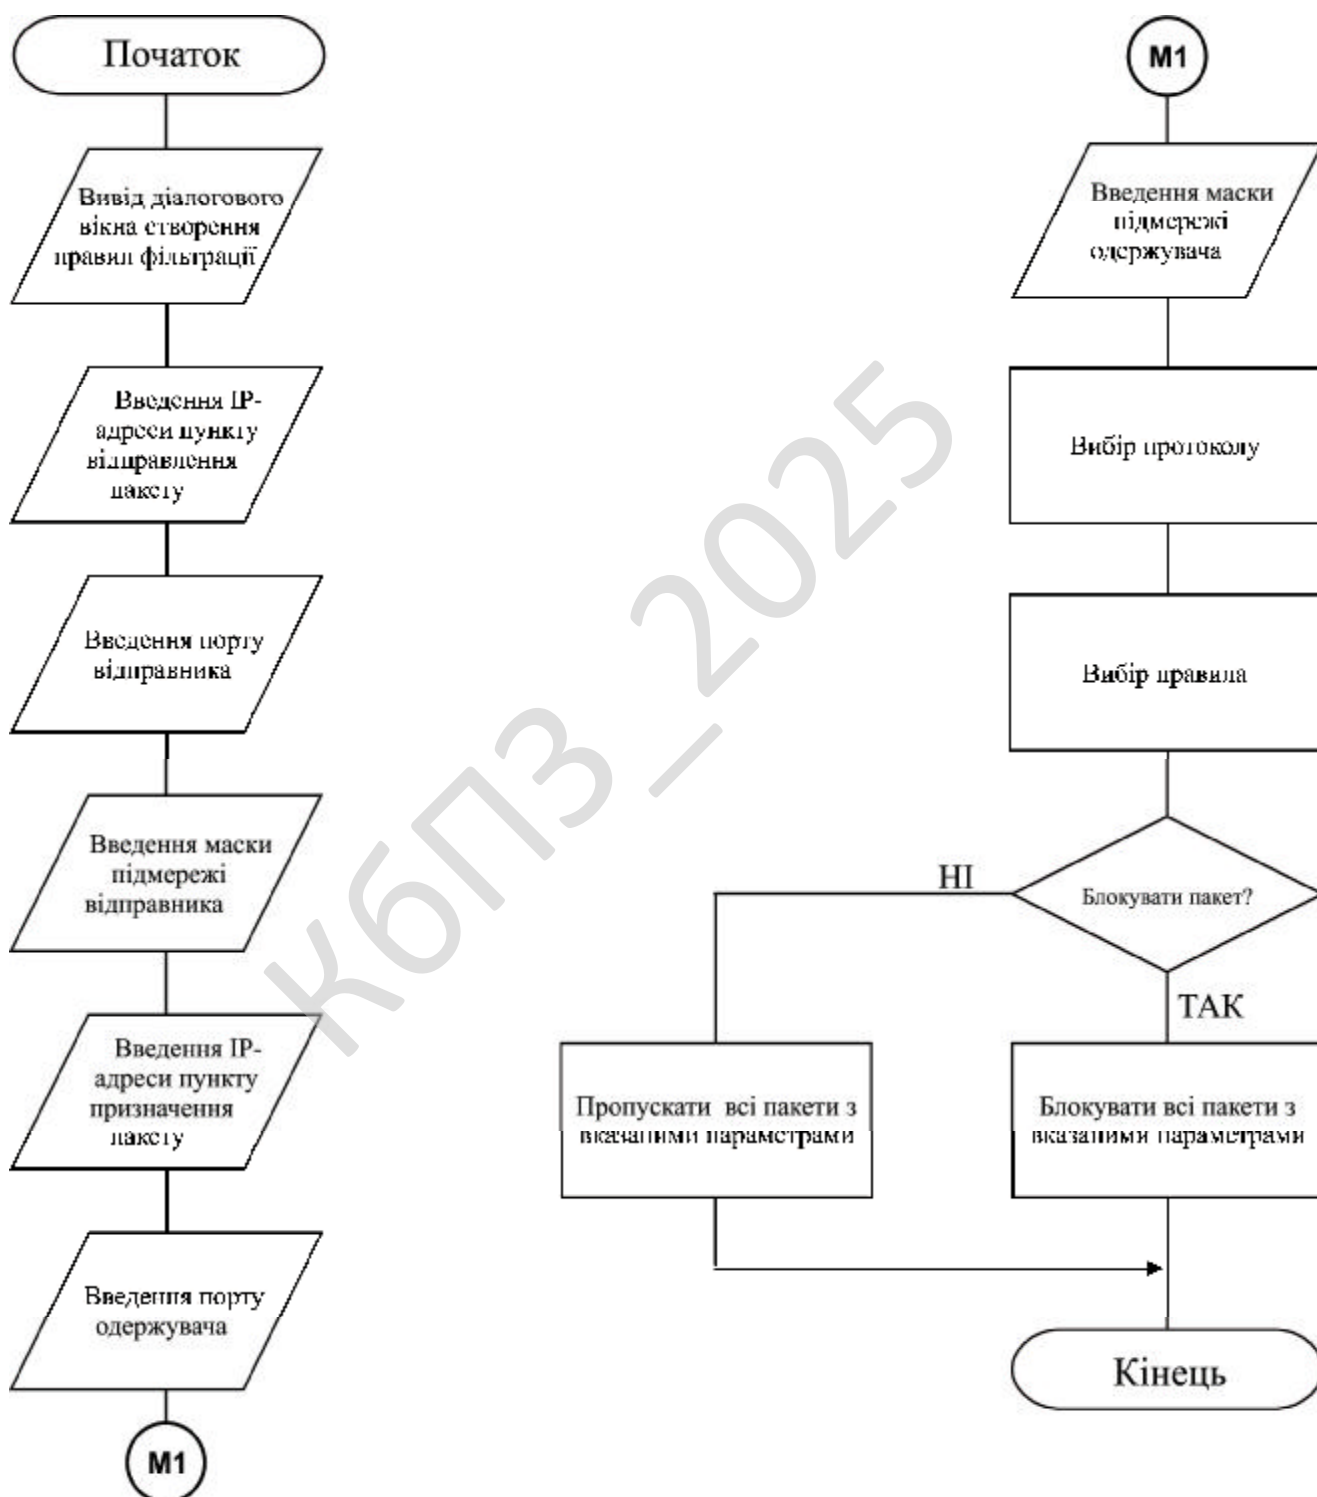 Початок
Вивід діалогового
вікна створення
правил фільтрації
Введення IP-
адреси пункту
відправлення
пакету
Введення порту
відправника
Введення маски
підмережі
відправника
Введення IP-
адреси пункту
призначення
пакету
Введення порту
одержувача
М1
М1
Введення маски
підмережі
одержувача
Вибір протоколу
Вибір правила
Блокувати пакет?
НІ
ТАК
Пропускати всі пакети з
вказаними параметрами
Блокувати всі пакети з
вказаними параметрами
Кінець
КбПЗ_2025